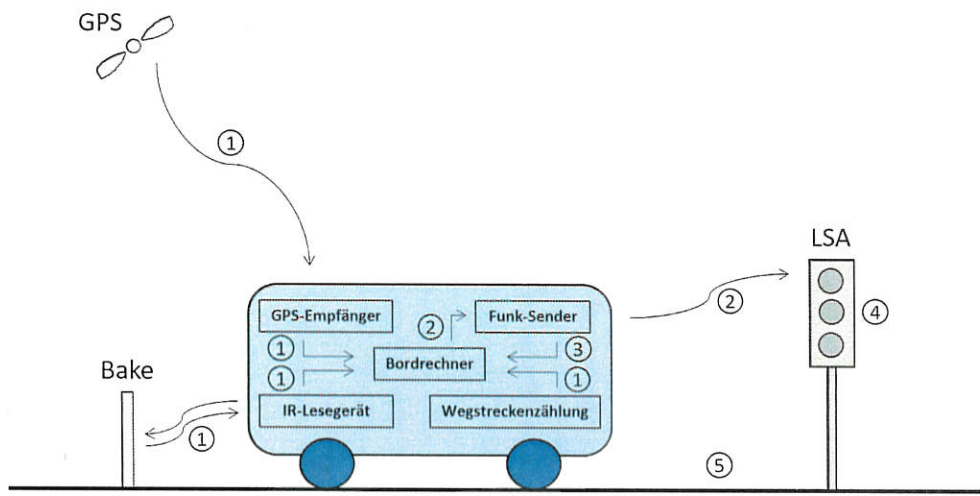 GPS
①
LSA
GPS-Empfänger
②
Funk-Sender
②
④
①
③
Bordrechner
①
①
Bake
IR-Lesegerät
Wegstreckenzählung
①
⑤